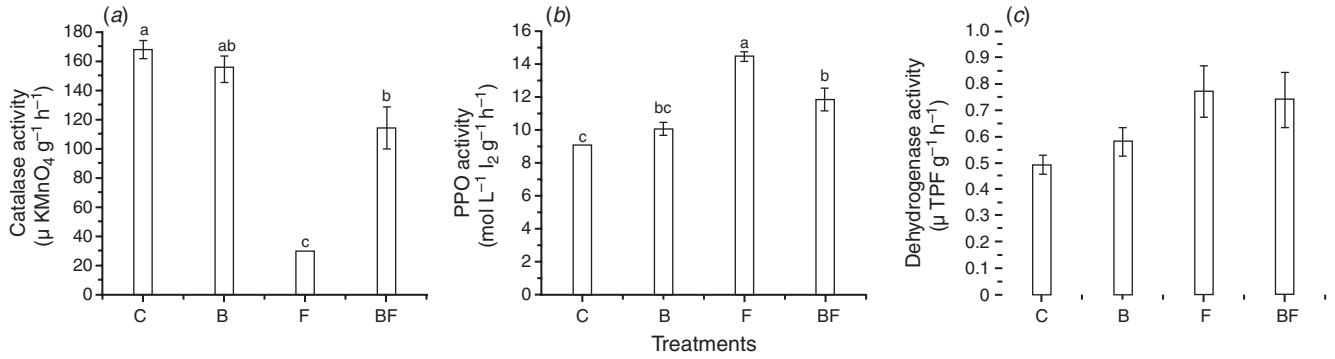 (a)
Catalase activity
(μ KMnO₄ g⁻¹ h⁻¹)
180
160
140
120
100
80
60
40
20
0
a
ab
c
b
C B F BF
(b)
PPO activity
(mol L⁻¹ I₂ g⁻¹ h⁻¹)
16
14
12
10
8
6
4
2
0
c
bc
a
b
C B F BF
Treatments
(c)
Dehydrogenase activity
(μ TPF g⁻¹ h⁻¹)
1.0
0.9
0.8
0.7
0.6
0.5
0.4
0.3
0.2
0.1
0
C B F BF